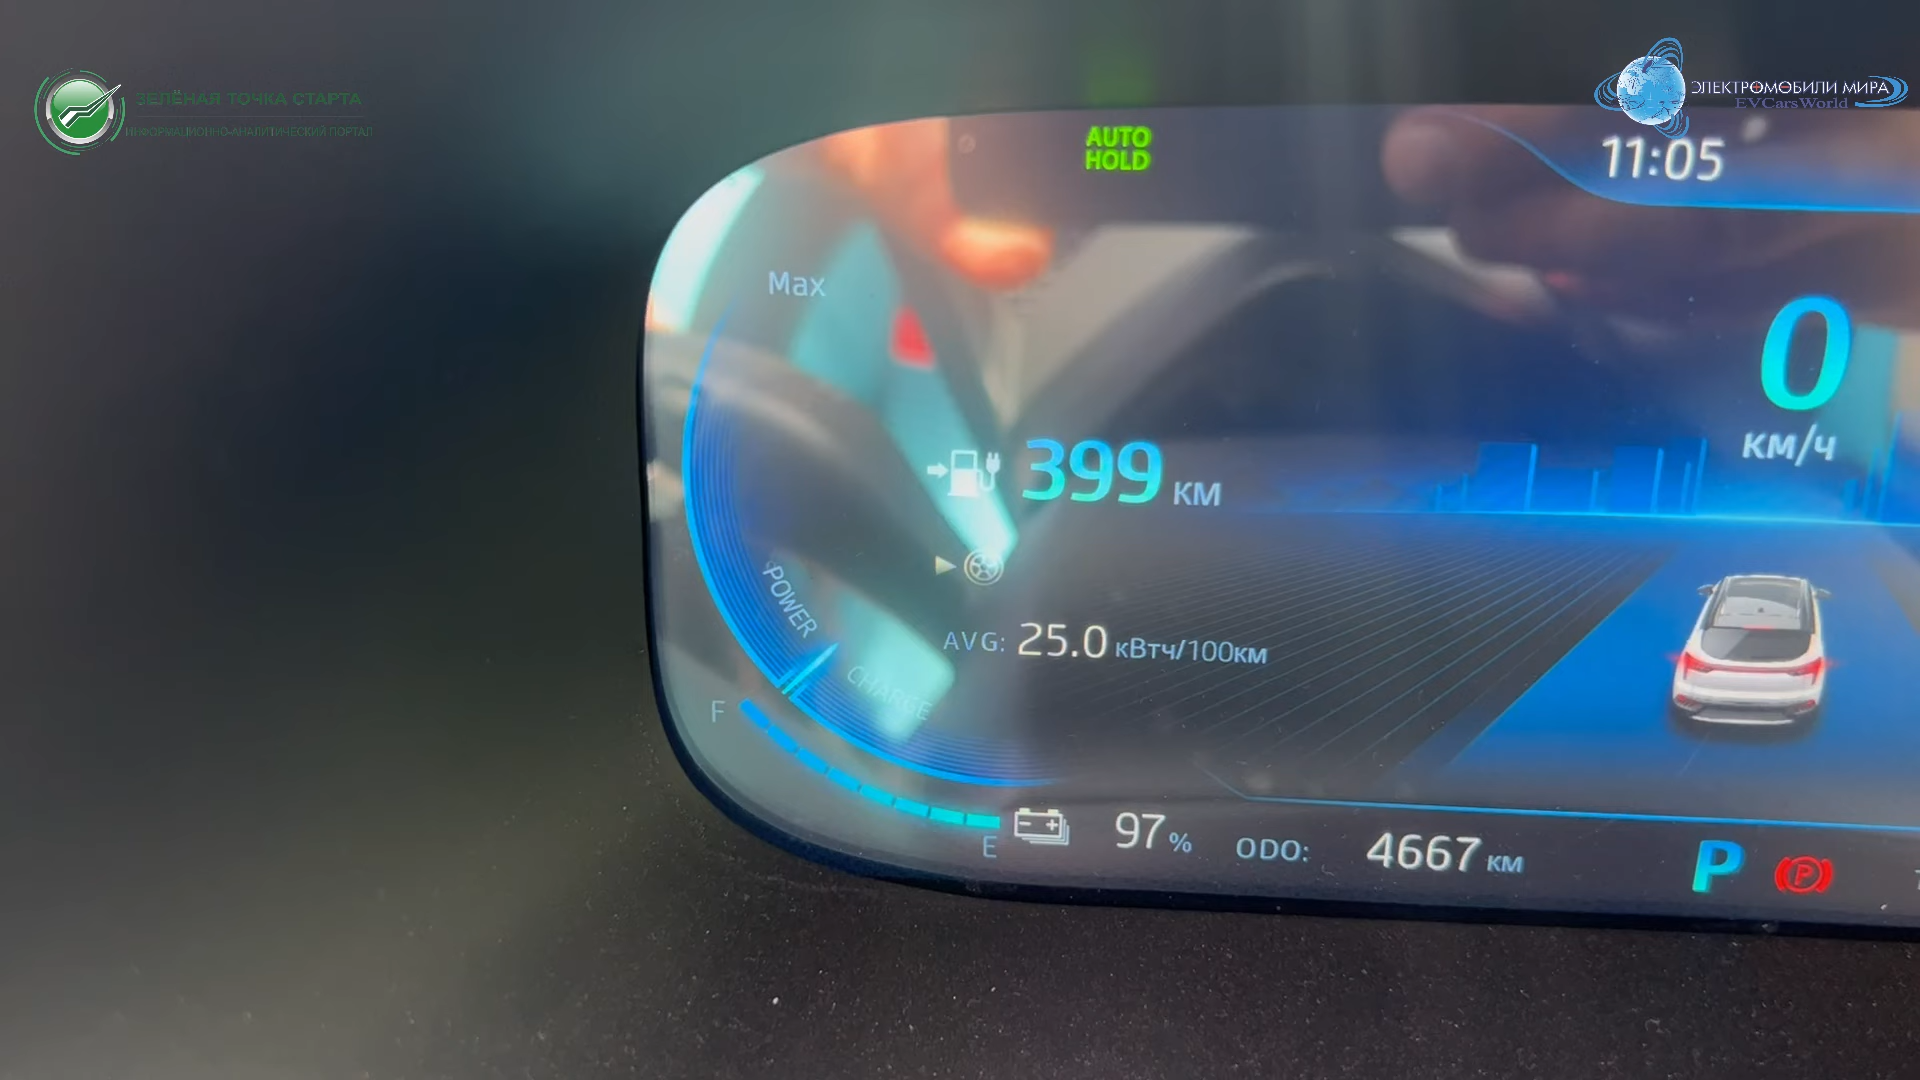 ЗЕЛЁНАЯ ТОЧКА СТАРТА
ИНФОРМАЦИОННО-АНАЛИТИЧЕСКИЙ ПОРТАЛ
ЭЛЕКТРОМОБИЛИ МИРА
EVCarsWorld
AUTO
HOLD
11:05
Max
0
км/ч
399 км
POWER
AVG: 25.0 кВтч/100км
CHARGE
F
E
97 %
ODO: 4667 км
P
P